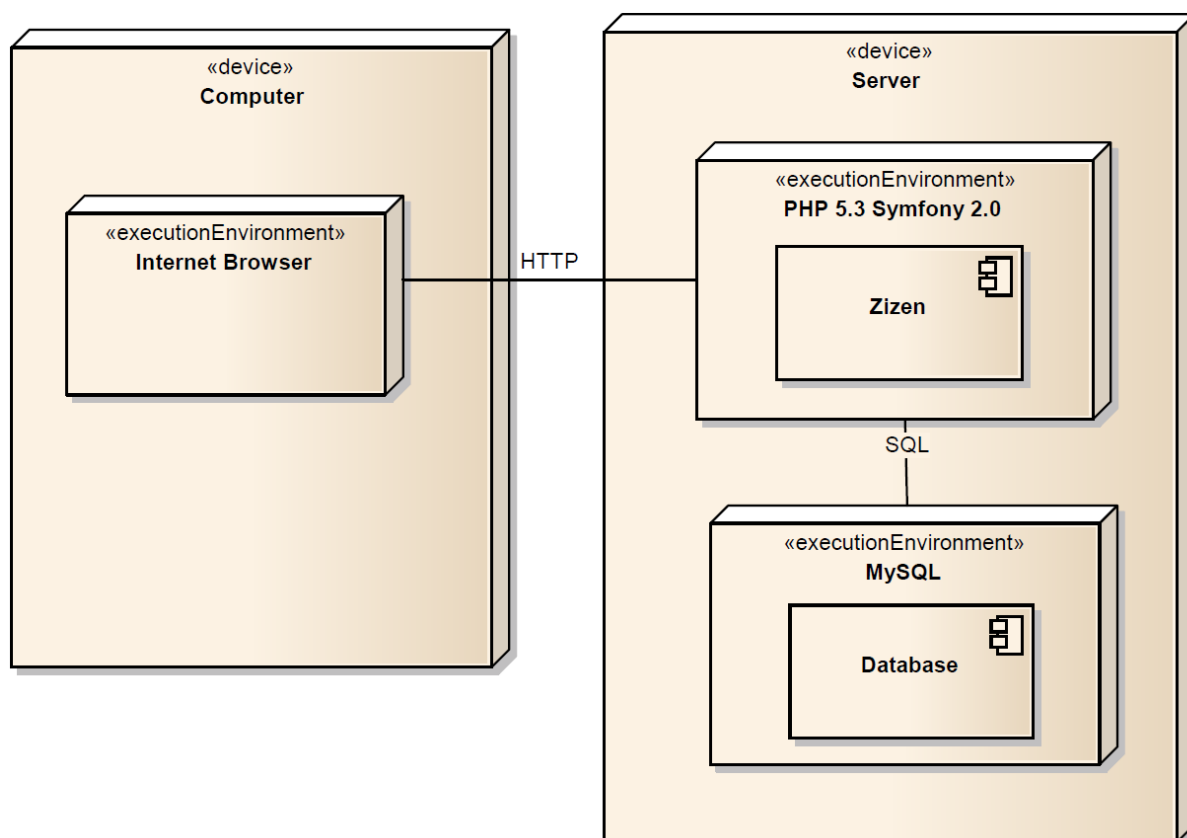 «device»
Computer
«executionEnvironment»
Internet Browser
HTTP
«device»
Server
«executionEnvironment»
PHP 5.3 Symfony 2.0
Zizen
SQL
«executionEnvironment»
MySQL
Database